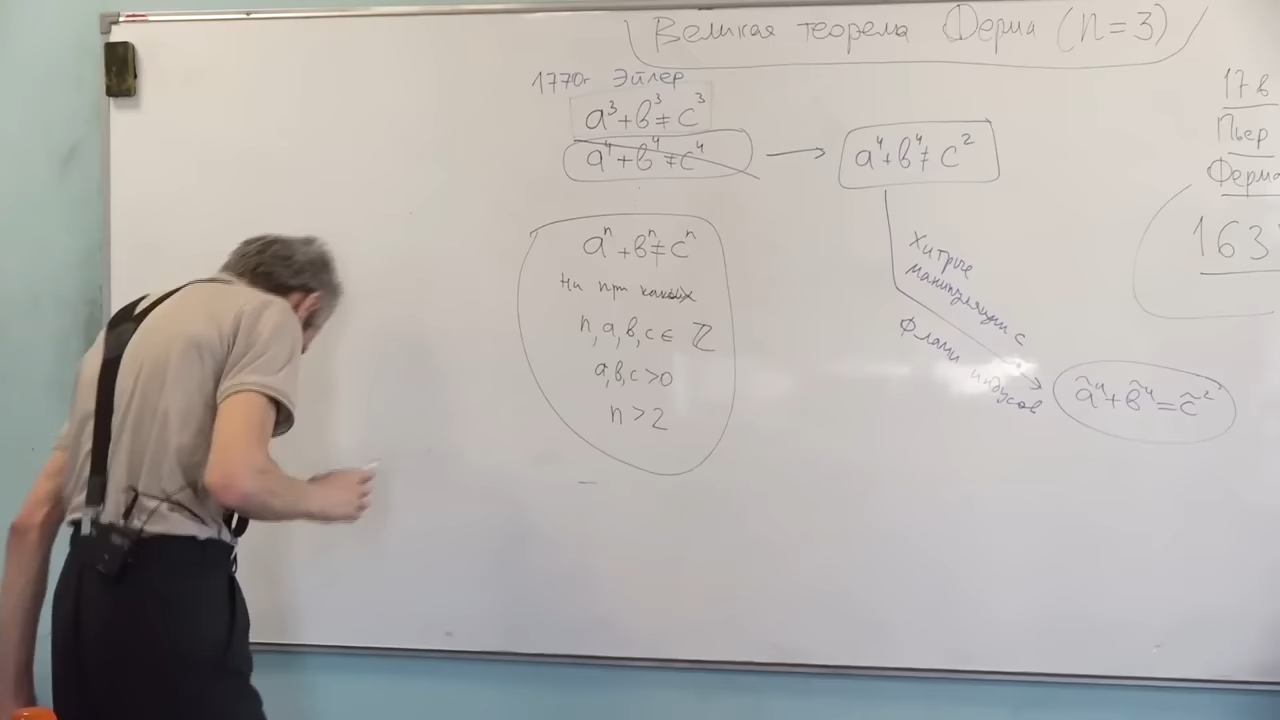 Великая теорема Ферма (n=3)
1770г Эйлер
a³+b³≠c³
a⁴+b⁴≠c⁴
a⁴+b⁴≠c²
aⁿ+bⁿ≠cⁿ
ни при каких
n,a,b,c∈ ℤ
a,b,c>0
n>2
Хитрые
манипуляции с
ф-лами индусов
ã⁴+b̃⁴=c̃²
17 в
Пьер
Ферма
163